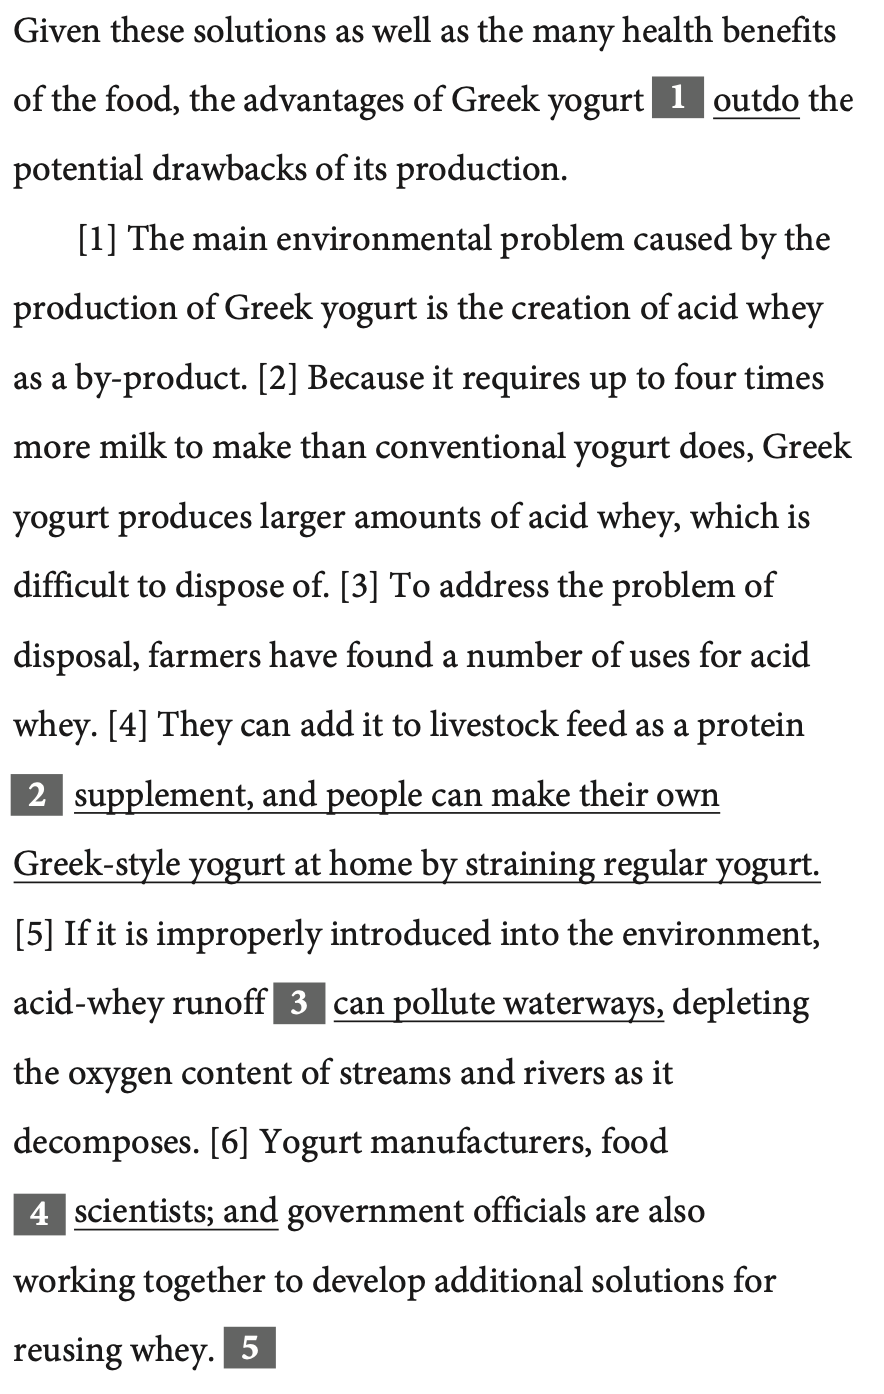 Given these solutions as well as the many health benefits
of the food, the advantages of Greek yogurt 1 outdo the
potential drawbacks of its production.
[1] The main environmental problem caused by the
production of Greek yogurt is the creation of acid whey
as a by-product. [2] Because it requires up to four times
more milk to make than conventional yogurt does, Greek
yogurt produces larger amounts of acid whey, which is
difficult to dispose of. [3] To address the problem of
disposal, farmers have found a number of uses for acid
whey. [4] They can add it to livestock feed as a protein
2 supplement, and people can make their own
Greek-style yogurt at home by straining regular yogurt.
[5] If it is improperly introduced into the environment,
acid-whey runoff 3 can pollute waterways, depleting
the oxygen content of streams and rivers as it
decomposes. [6] Yogurt manufacturers, food
4 scientists; and government officials are also
working together to develop additional solutions for
reusing whey. 5